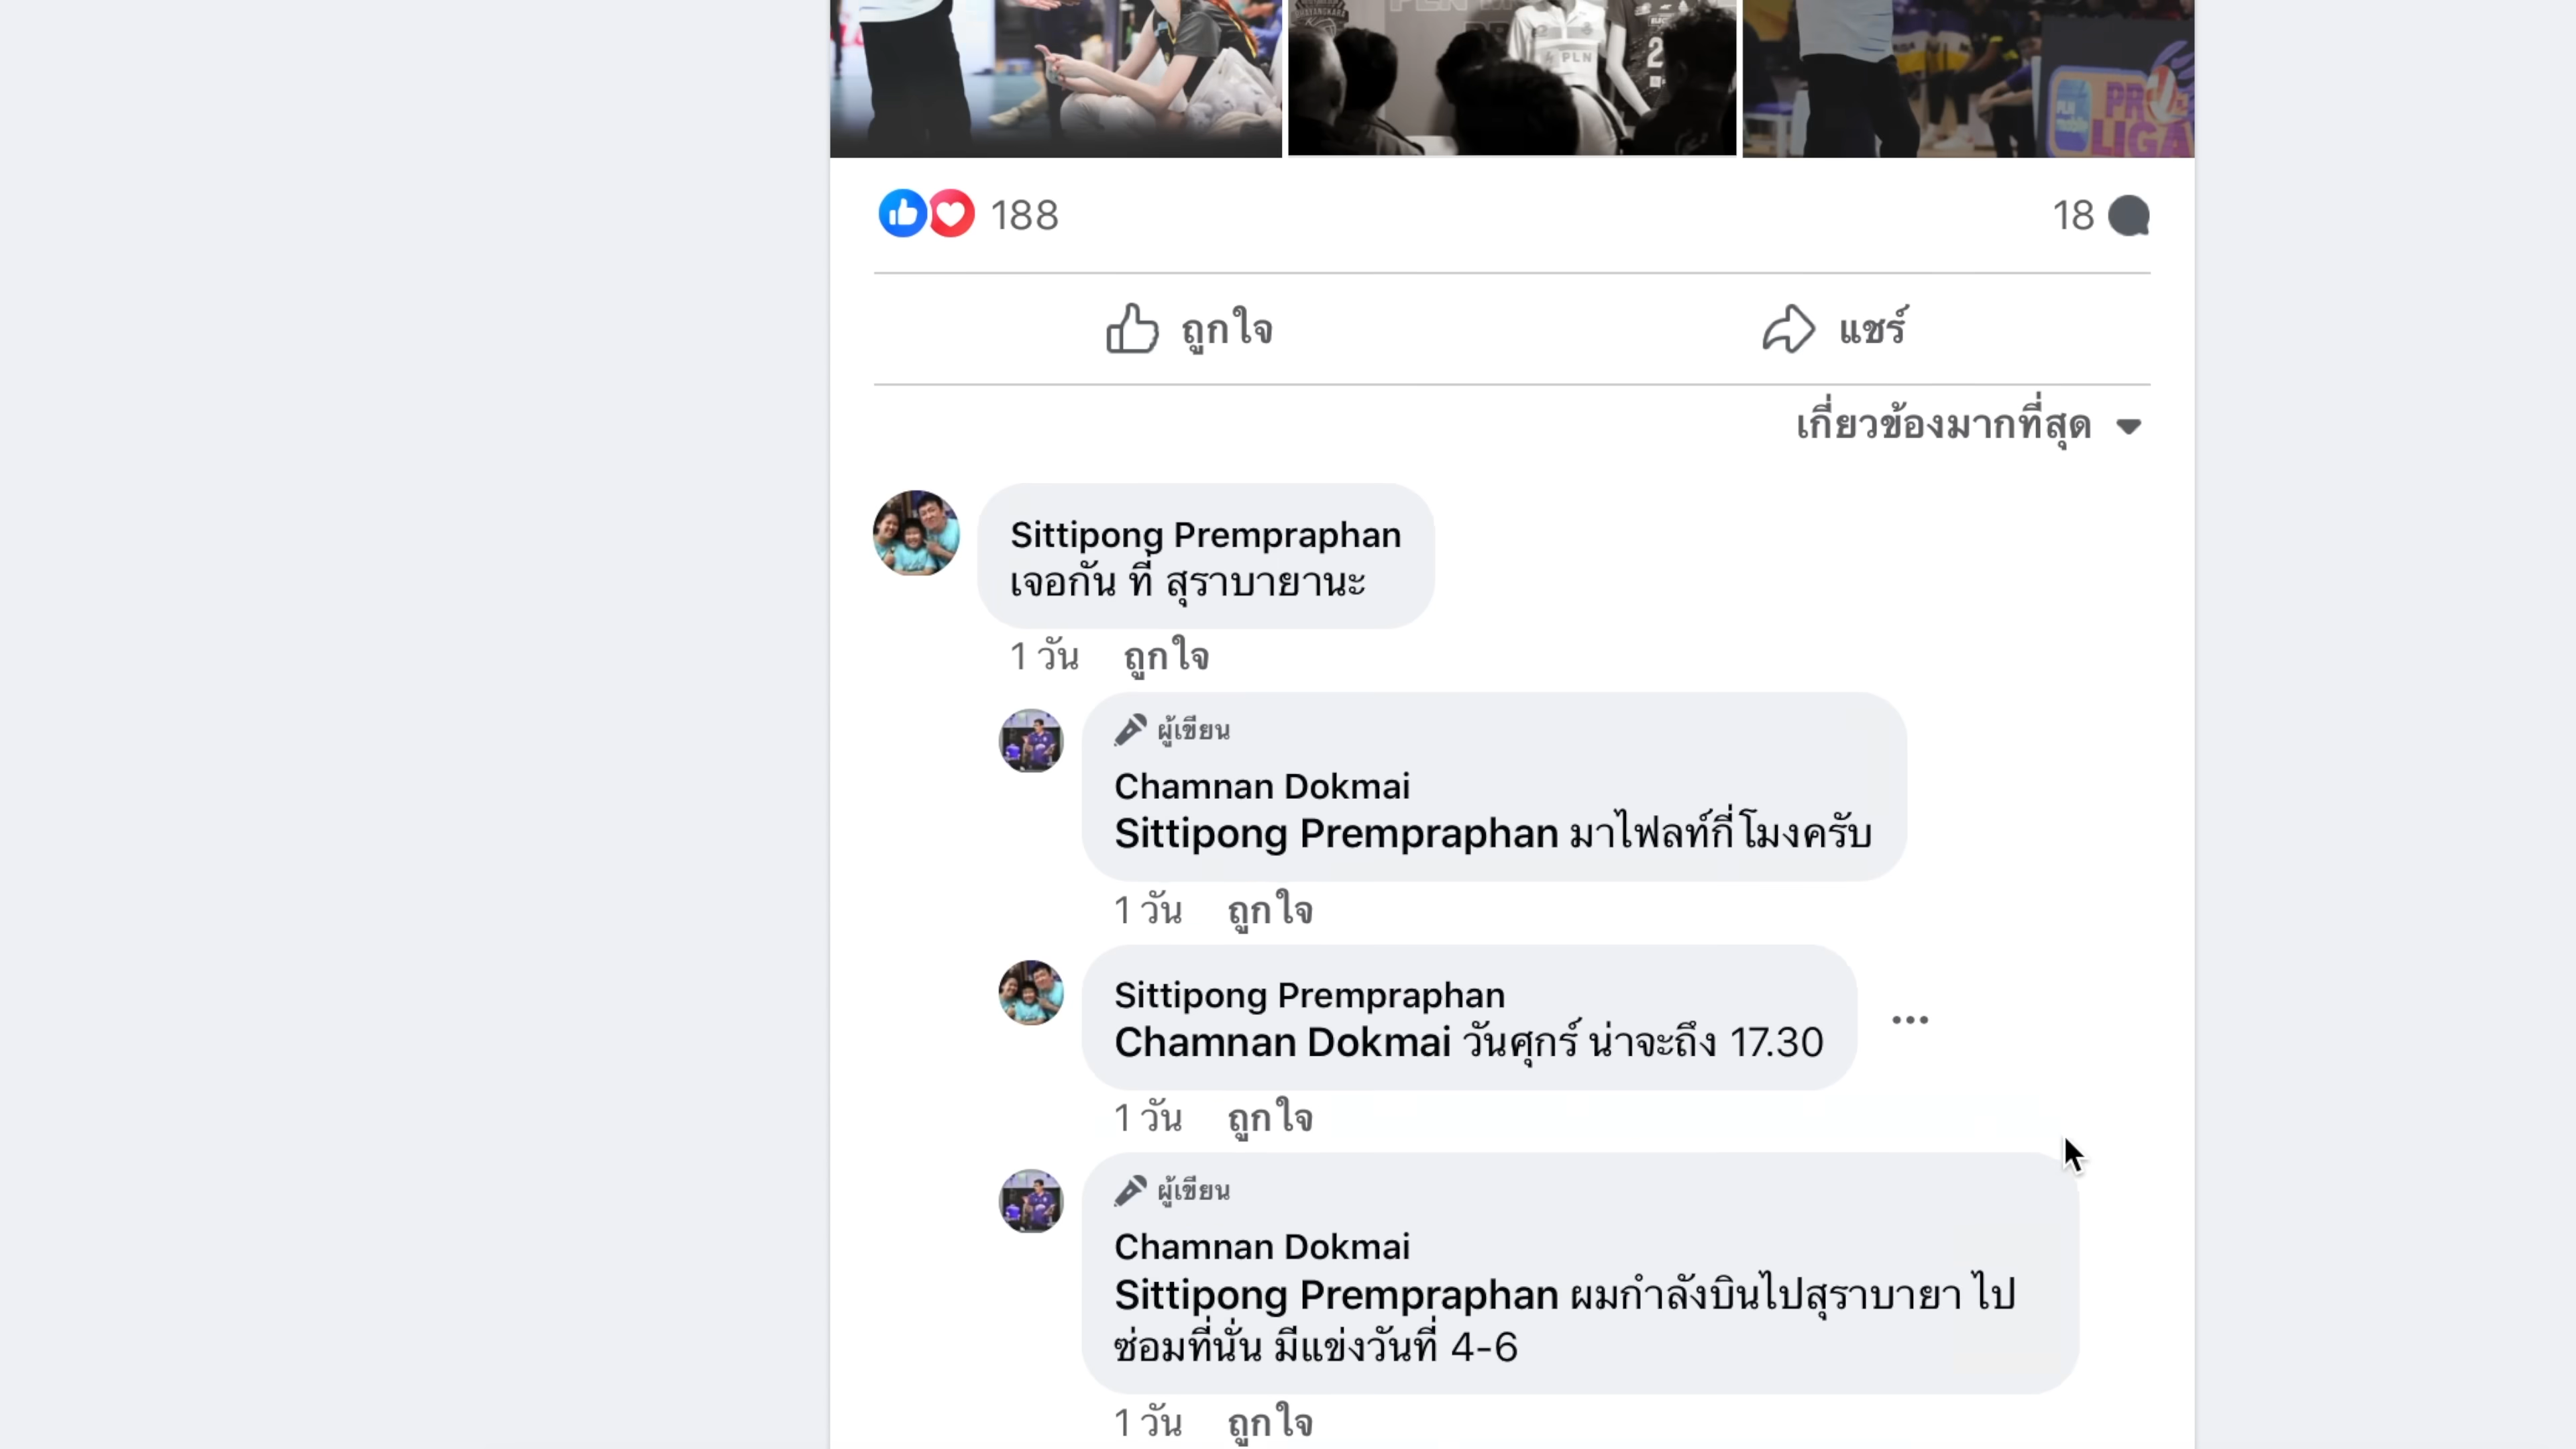 PLN
2
PLN
PR
LIGA
188
18
ถูกใจ
แชร์
เกี่ยวข้องมากที่สุด
Sittipong Prempraphan
เจอกัน ที่ สุราบายานะ
1 วัน ถูกใจ
ผู้เขียน
Chamnan Dokmai
Sittipong Prempraphan มาไฟลท์กี่โมงครับ
1 วัน ถูกใจ
Sittipong Prempraphan
Chamnan Dokmai วันศุกร์ น่าจะถึง 17.30
1 วัน ถูกใจ
ผู้เขียน
Chamnan Dokmai
Sittipong Prempraphan ผมกำลังบินไปสุราบายา ไป
ซ่อมที่นั่น มีแข่งวันที่ 4-6
1 วัน ถูกใจ